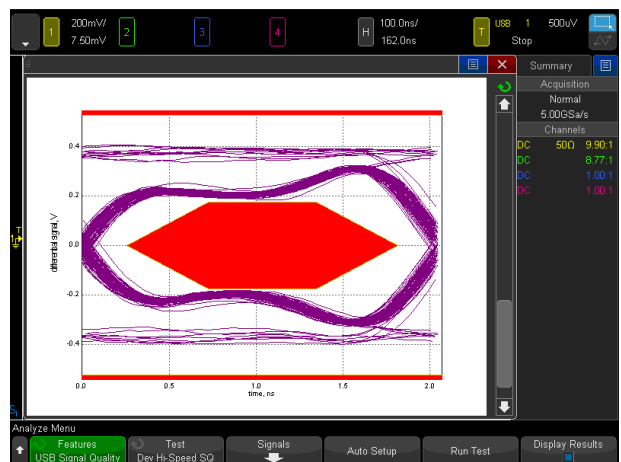 1 200mV/ 7.50mV 2 3 4 H 100.0ns/ 162.0ns T USB 1 500uV Stop
Summary
Acquisition
Normal
5.00GSa/s
Channels
DC 50Ω 9.90:1
DC 8.77:1
DC 1.00:1
DC 1.00:1
T
1
0.4
0.2
0.0
-0.2
-0.4
differential signal, V
0.0 0.5 1.0 1.5 2.0
time, ns
Analyze Menu
Features Test Signals Auto Setup Run Test Display Results
USB Signal Quality Dev Hi-Speed SQ